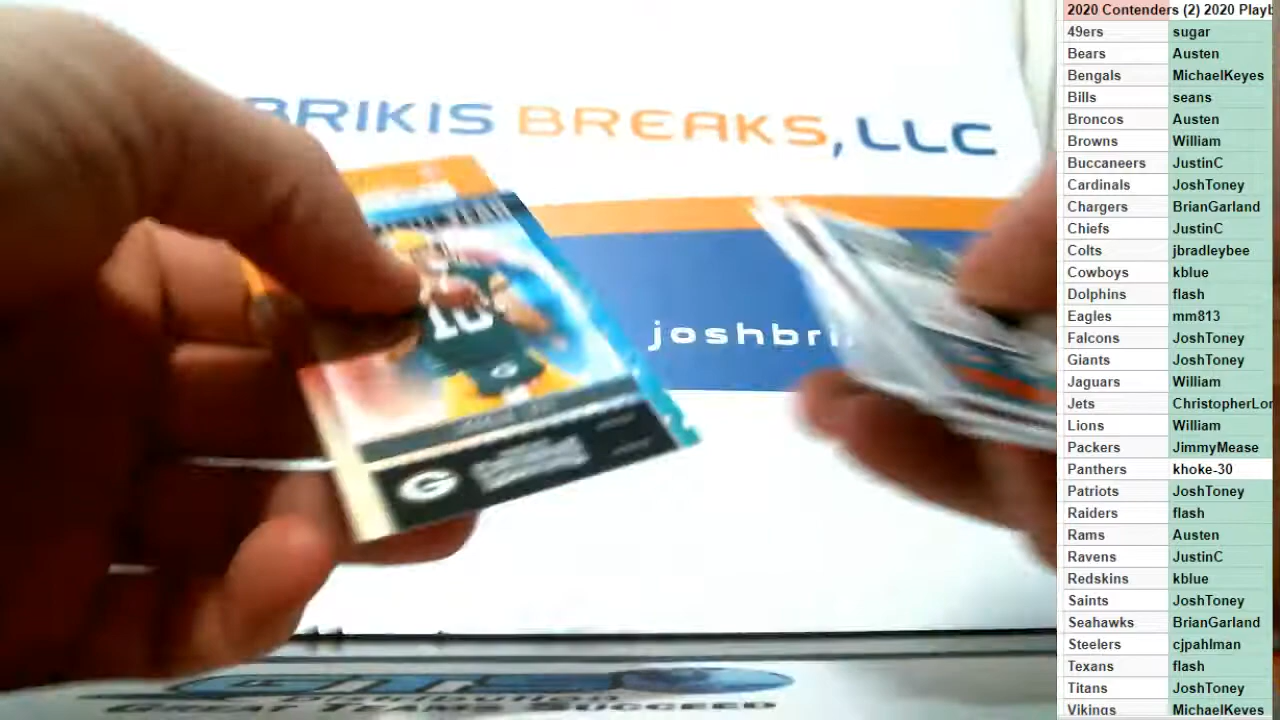 BRIKIS BREAKS, LLC
joshbri
10
G
2020 Contenders (2) 2020 Playb
49ers sugar
Bears Austen
Bengals MichaelKeyes
Bills seans
Broncos Austen
Browns William
Buccaneers JustinC
Cardinals JoshToney
Chargers BrianGarland
Chiefs JustinC
Colts jbradleybee
Cowboys kblue
Dolphins flash
Eagles mm813
Falcons JoshToney
Giants JoshToney
Jaguars William
Jets ChristopherLor
Lions William
Packers JimmyMease
Panthers khoke-30
Patriots JoshToney
Raiders flash
Rams Austen
Ravens JustinC
Redskins kblue
Saints JoshToney
Seahawks BrianGarland
Steelers cjpahlman
Texans flash
Titans JoshToney
Vikings MichaelKeyes